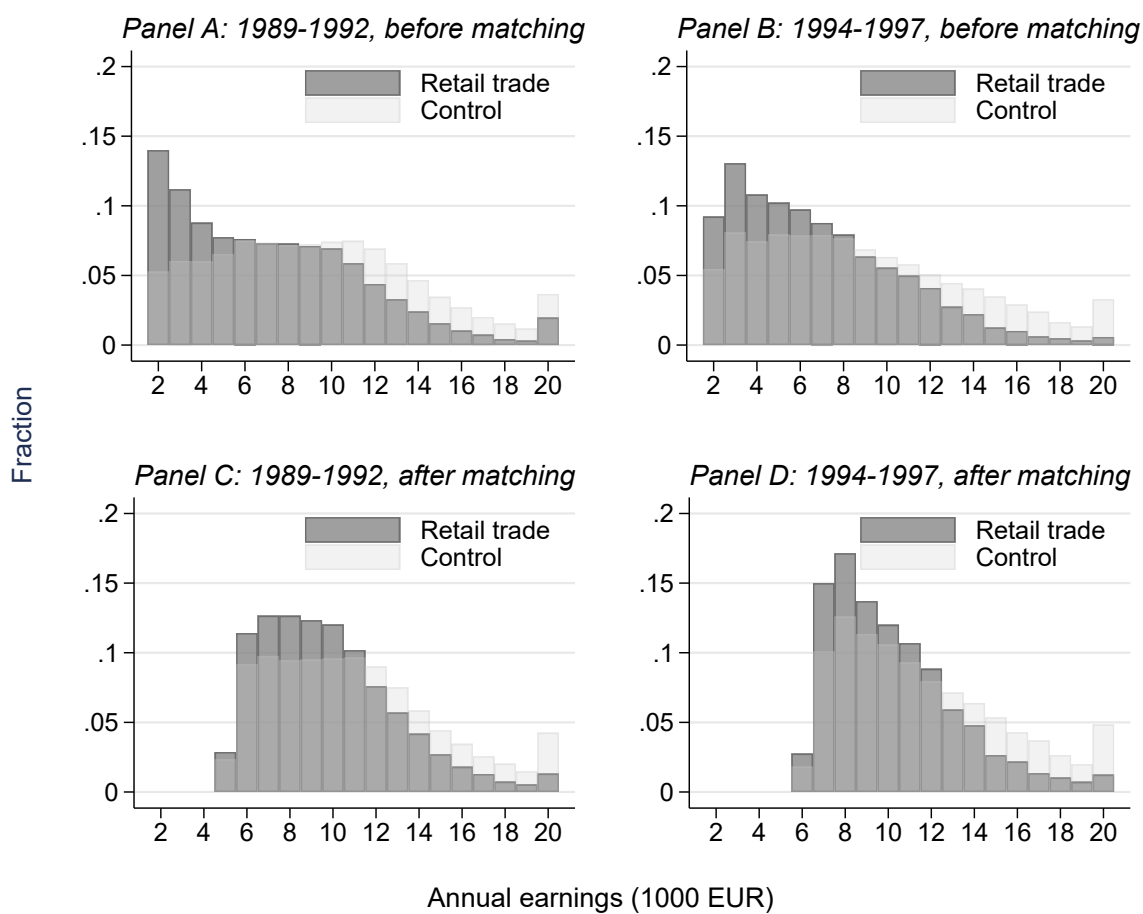 Panel A: 1989-1992, before matching
.2
.15
.1
.05
0
Retail trade
Control
2 4 6 8 10 12 14 16 18 20
Panel B: 1994-1997, before matching
.2
.15
.1
.05
0
Retail trade
Control
2 4 6 8 10 12 14 16 18 20
Fraction
Panel C: 1989-1992, after matching
.2
.15
.1
.05
0
Retail trade
Control
2 4 6 8 10 12 14 16 18 20
Panel D: 1994-1997, after matching
.2
.15
.1
.05
0
Retail trade
Control
2 4 6 8 10 12 14 16 18 20
Annual earnings (1000 EUR)